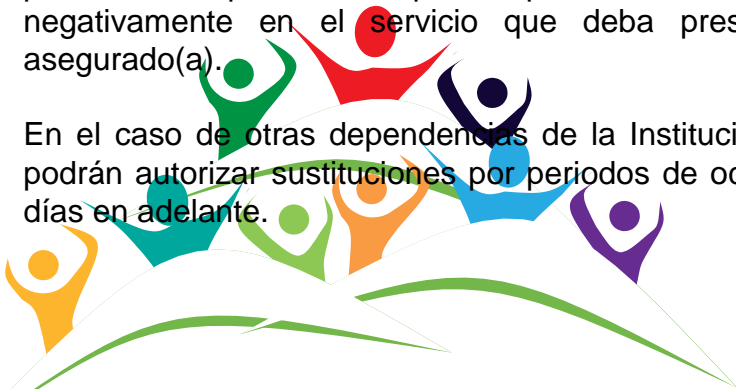 negativamente en el servicio que deba pres
asegurado(a).
En el caso de otras dependencias de la Instituci
podrán autorizar sustituciones por periodos de oc
días en adelante.